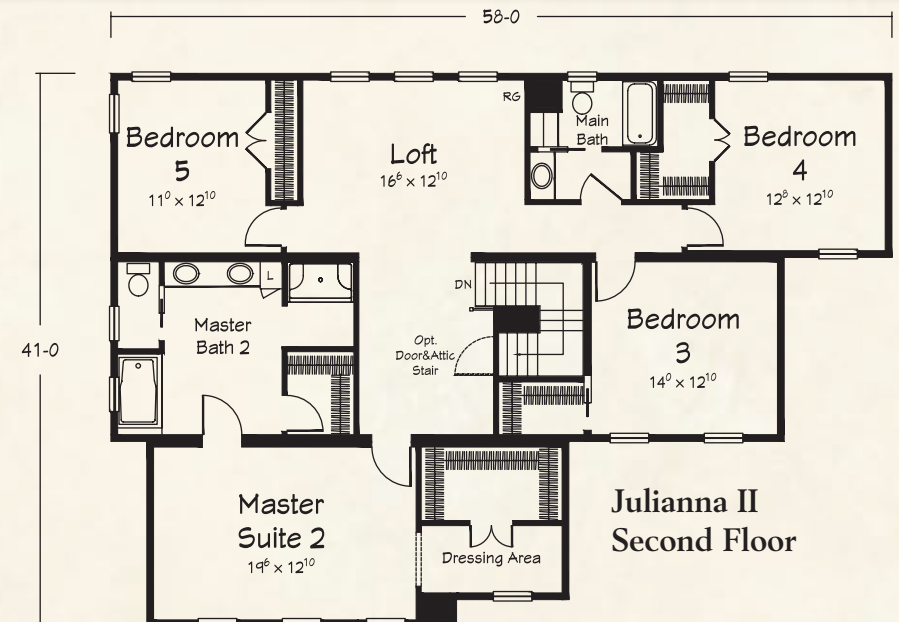 58-0
RG
Main
Bath
Bedroom
5
11⁰ x 12¹⁰
Loft
16⁶ x 12¹⁰
Bedroom
4
12⁸ x 12¹⁰
L
DN
Master
Bath 2
Bedroom
3
14⁰ x 12¹⁰
41-0
Opt.
Door&Attic
Stair
Master
Suite 2
19⁶ x 12¹⁰
Dressing Area
Julianna II
Second Floor